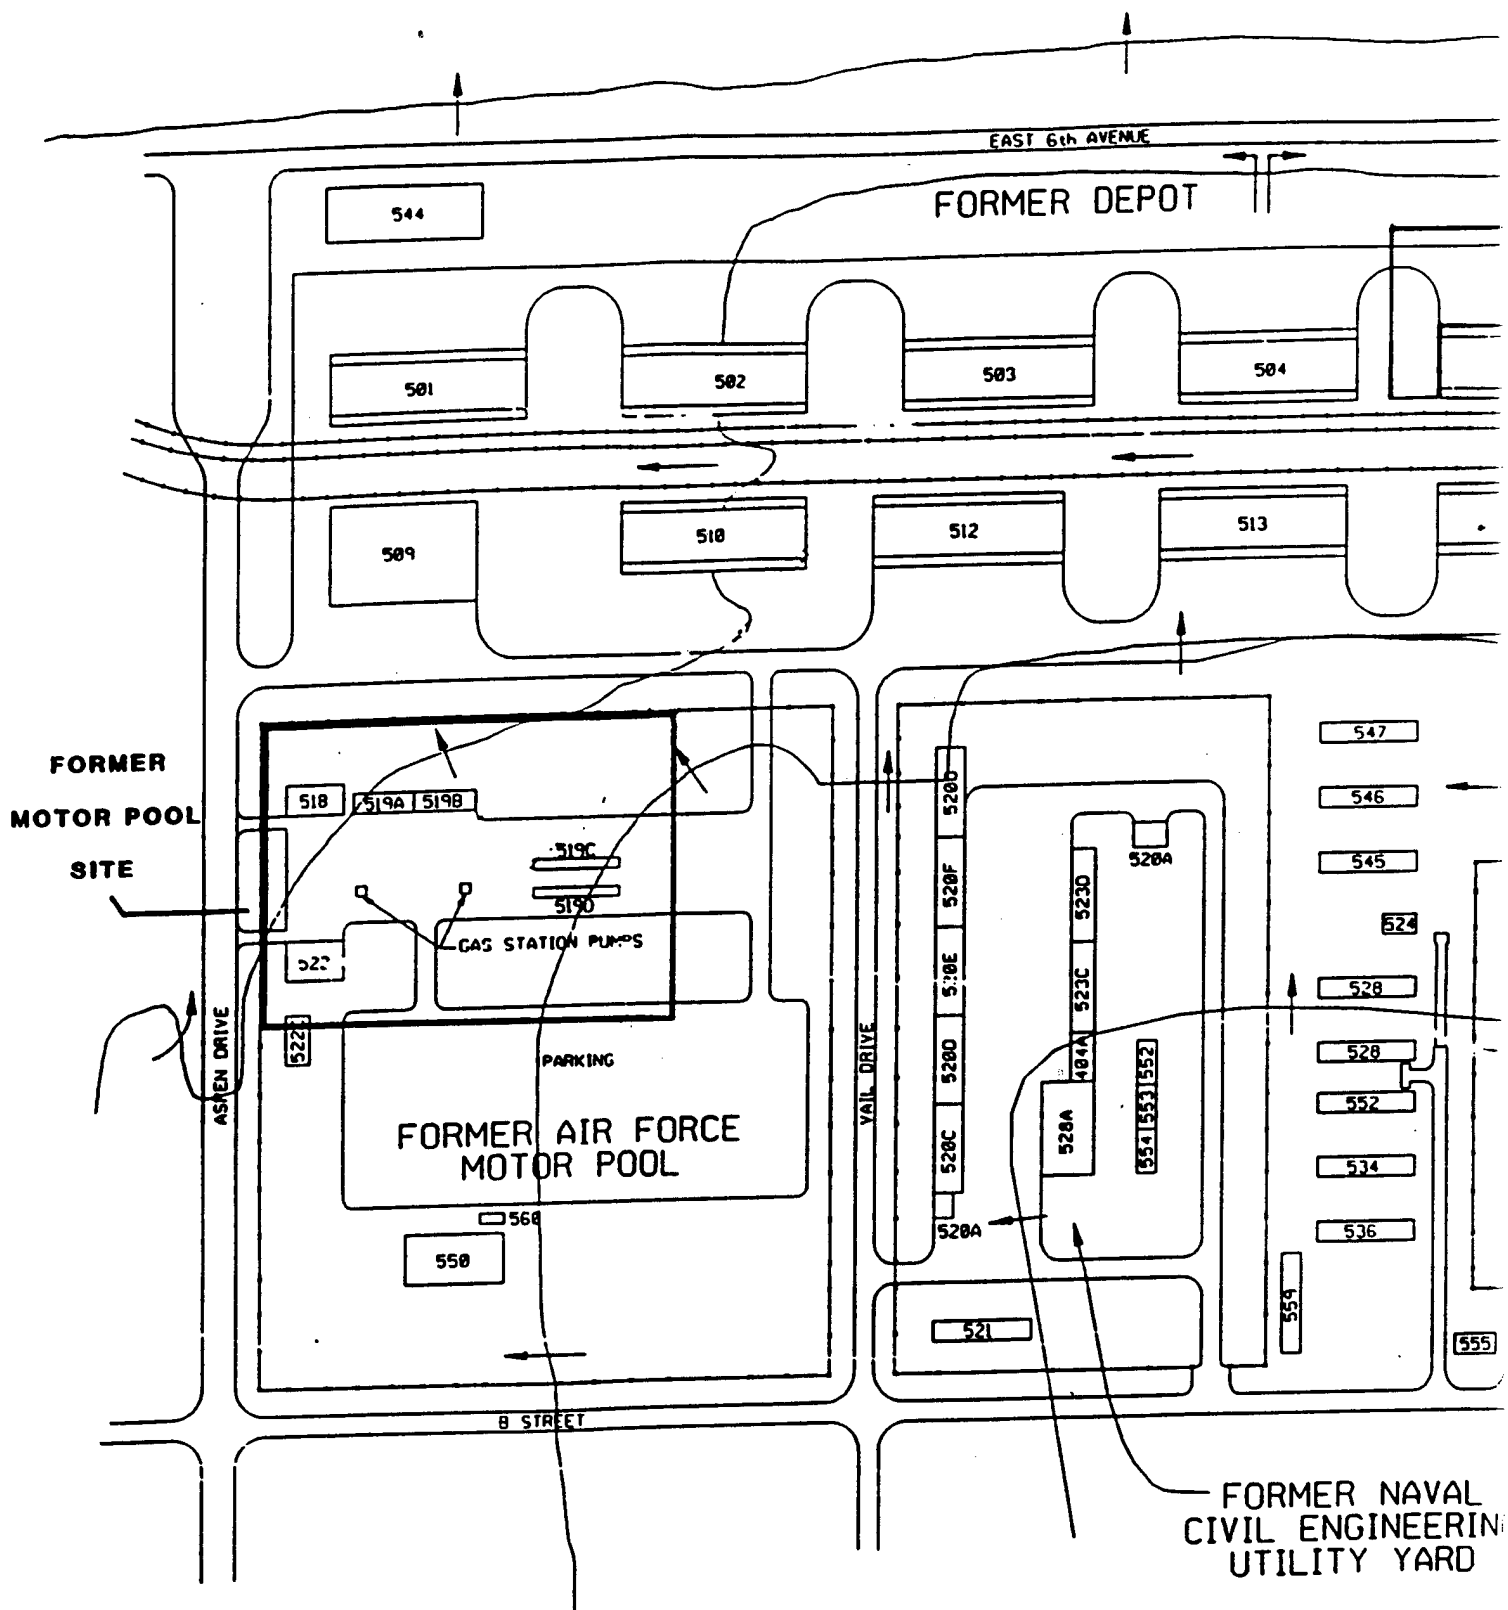 EAST 6th AVENUE
FORMER DEPOT
544
501
502
503
504
509
510
512
513
FORMER
MOTOR POOL
SITE
518
519A
519B
519C
519D
GAS STATION PUMPS
522
522E
PARKING
ASPEN DRIVE
VAIL DRIVE
FORMER AIR FORCE
MOTOR POOL
560
550
B STREET
520F
520E
520D
520C
520A
520A
523D
523C
404A
528A
552
553
554
521
547
546
545
524
528
528
552
534
536
559
555
FORMER NAVAL
CIVIL ENGINEERIN
UTILITY YARD